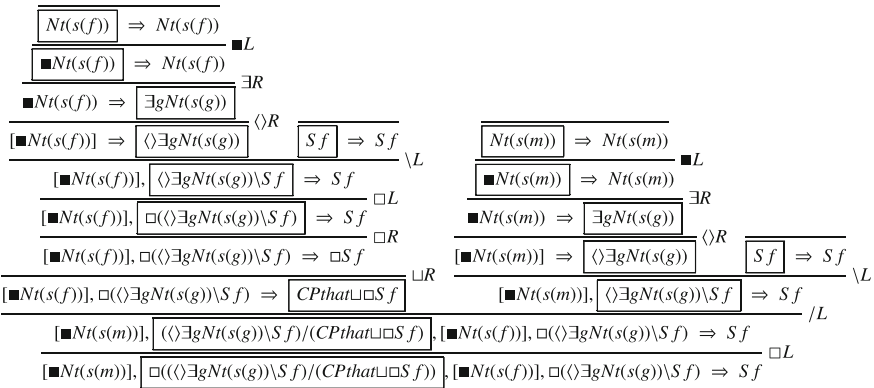 Nt(s(f)) ⇒ Nt(s(f))
■L
■Nt(s(f)) ⇒ Nt(s(f))
∃R
■Nt(s(f)) ⇒ ∃gNt(s(g))
⟨⟩R
[■Nt(s(f))] ⇒ ⟨⟩∃gNt(s(g)) Sf ⇒ Sf
\L
[■Nt(s(f))], ⟨⟩∃gNt(s(g))\Sf ⇒ Sf
□L
[■Nt(s(f))], □(⟨⟩∃gNt(s(g))\Sf) ⇒ Sf
□R
[■Nt(s(f))], □(⟨⟩∃gNt(s(g))\Sf) ⇒ □Sf
⊔R
[■Nt(s(f))], □(⟨⟩∃gNt(s(g))\Sf) ⇒ CPthat⊔□Sf
Nt(s(m)) ⇒ Nt(s(m))
■L
■Nt(s(m)) ⇒ Nt(s(m))
∃R
■Nt(s(m)) ⇒ ∃gNt(s(g))
⟨⟩R
[■Nt(s(m))] ⇒ ⟨⟩∃gNt(s(g)) Sf ⇒ Sf
\L
[■Nt(s(m))], ⟨⟩∃gNt(s(g))\Sf ⇒ Sf
/L
[■Nt(s(m))], (⟨⟩∃gNt(s(g))\Sf)/(CPthat⊔□Sf), [■Nt(s(f))], □(⟨⟩∃gNt(s(g))\Sf) ⇒ Sf
□L
[■Nt(s(m))], □((⟨⟩∃gNt(s(g))\Sf)/(CPthat⊔□Sf)), [■Nt(s(f))], □(⟨⟩∃gNt(s(g))\Sf) ⇒ Sf